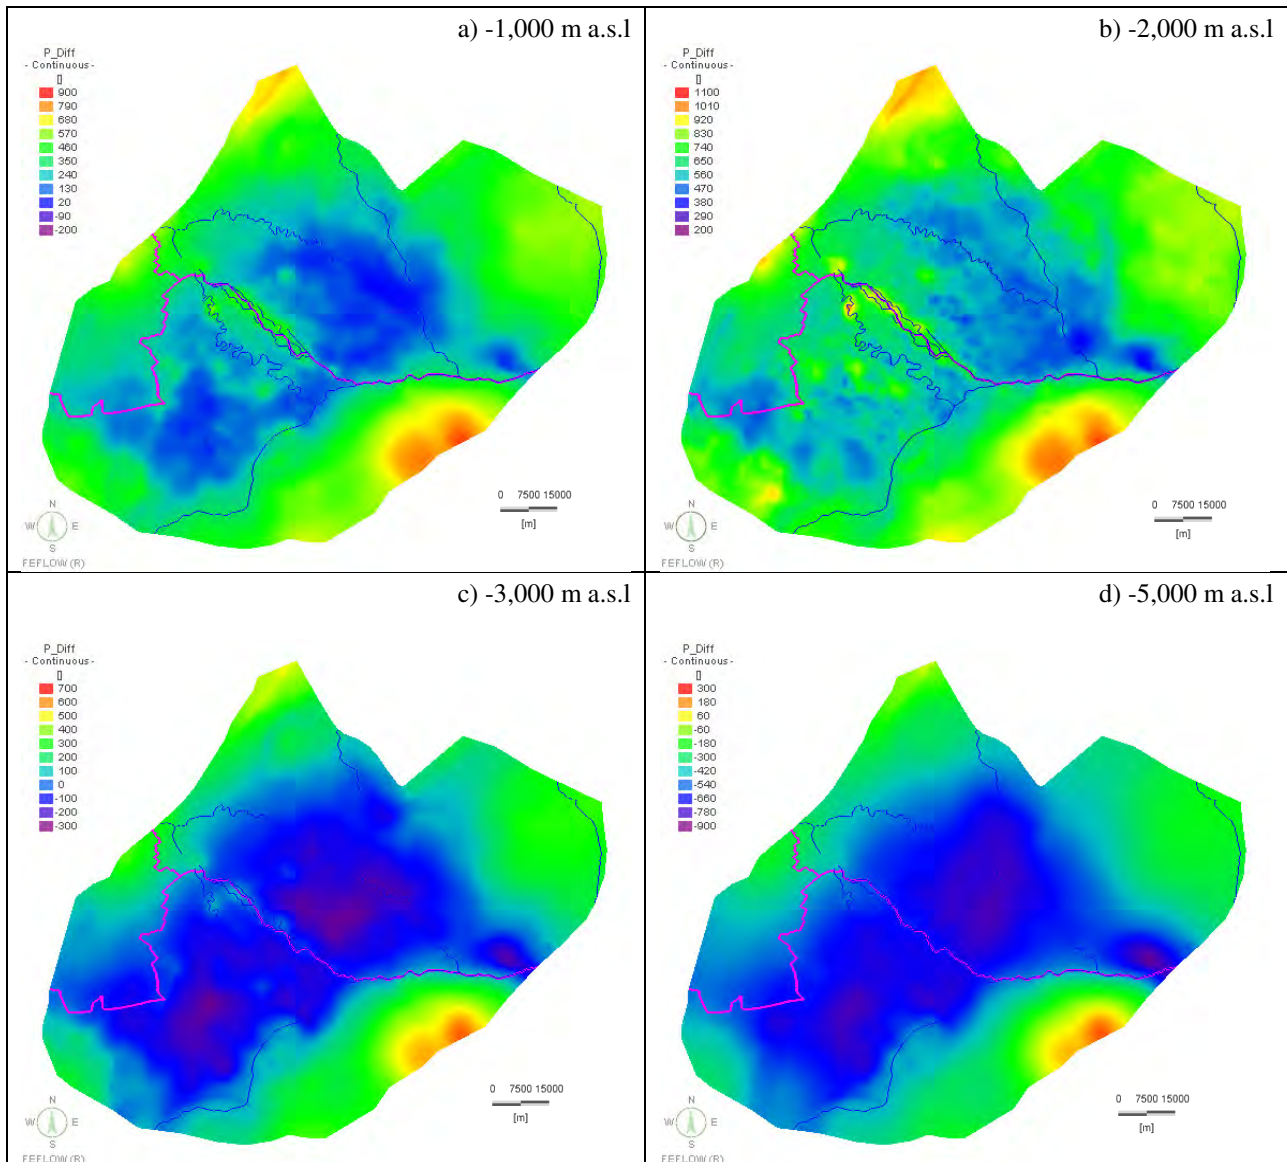 a) -1,000 m a.s.l
P_Diff
- Continuous -
[]
900
790
680
570
460
350
240
130
20
-90
-200
0 7500 15000
[m]
N
W E
S
FEFLOW (R)
b) -2,000 m a.s.l
P_Diff
- Continuous -
[]
1100
1010
920
830
740
650
560
470
380
290
200
0 7500 15000
[m]
N
W E
S
FEFLOW (R)
c) -3,000 m a.s.l
P_Diff
- Continuous -
[]
700
600
500
400
300
200
100
0
-100
-200
-300
0 7500 15000
[m]
N
W E
S
FEFLOW (R)
d) -5,000 m a.s.l
P_Diff
- Continuous -
[]
300
180
60
-60
-180
-300
-420
-540
-660
-780
-900
0 7500 15000
[m]
N
W E
S
FEFLOW (R)